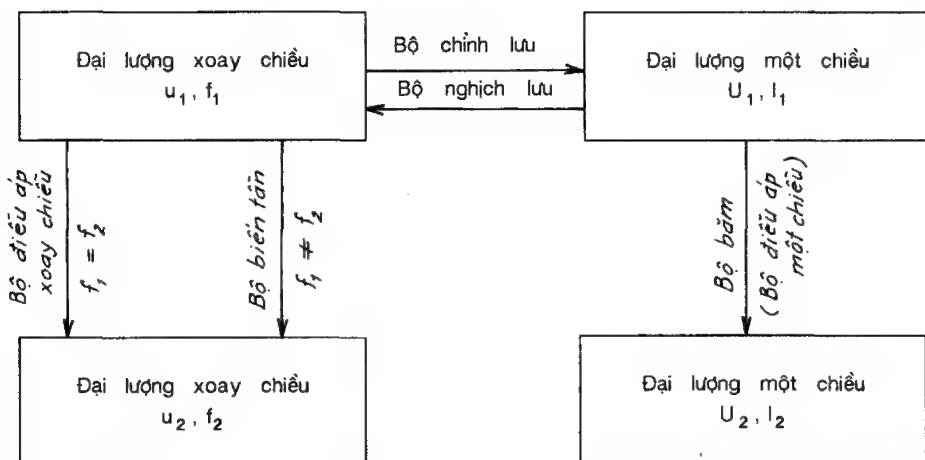 Đại lượng xoay chiều
u₁, f₁
Bộ chỉnh lưu
Bộ nghịch lưu
Đại lượng một chiều
U₁, I₁
Bộ điều áp
xoay chiều
f₁ = f₂
Bộ biến tần
f₁ ≠ f₂
Bộ băm
(Bộ điều áp
một chiều)
Đại lượng xoay chiều
u₂, f₂
Đại lượng một chiều
U₂, I₂